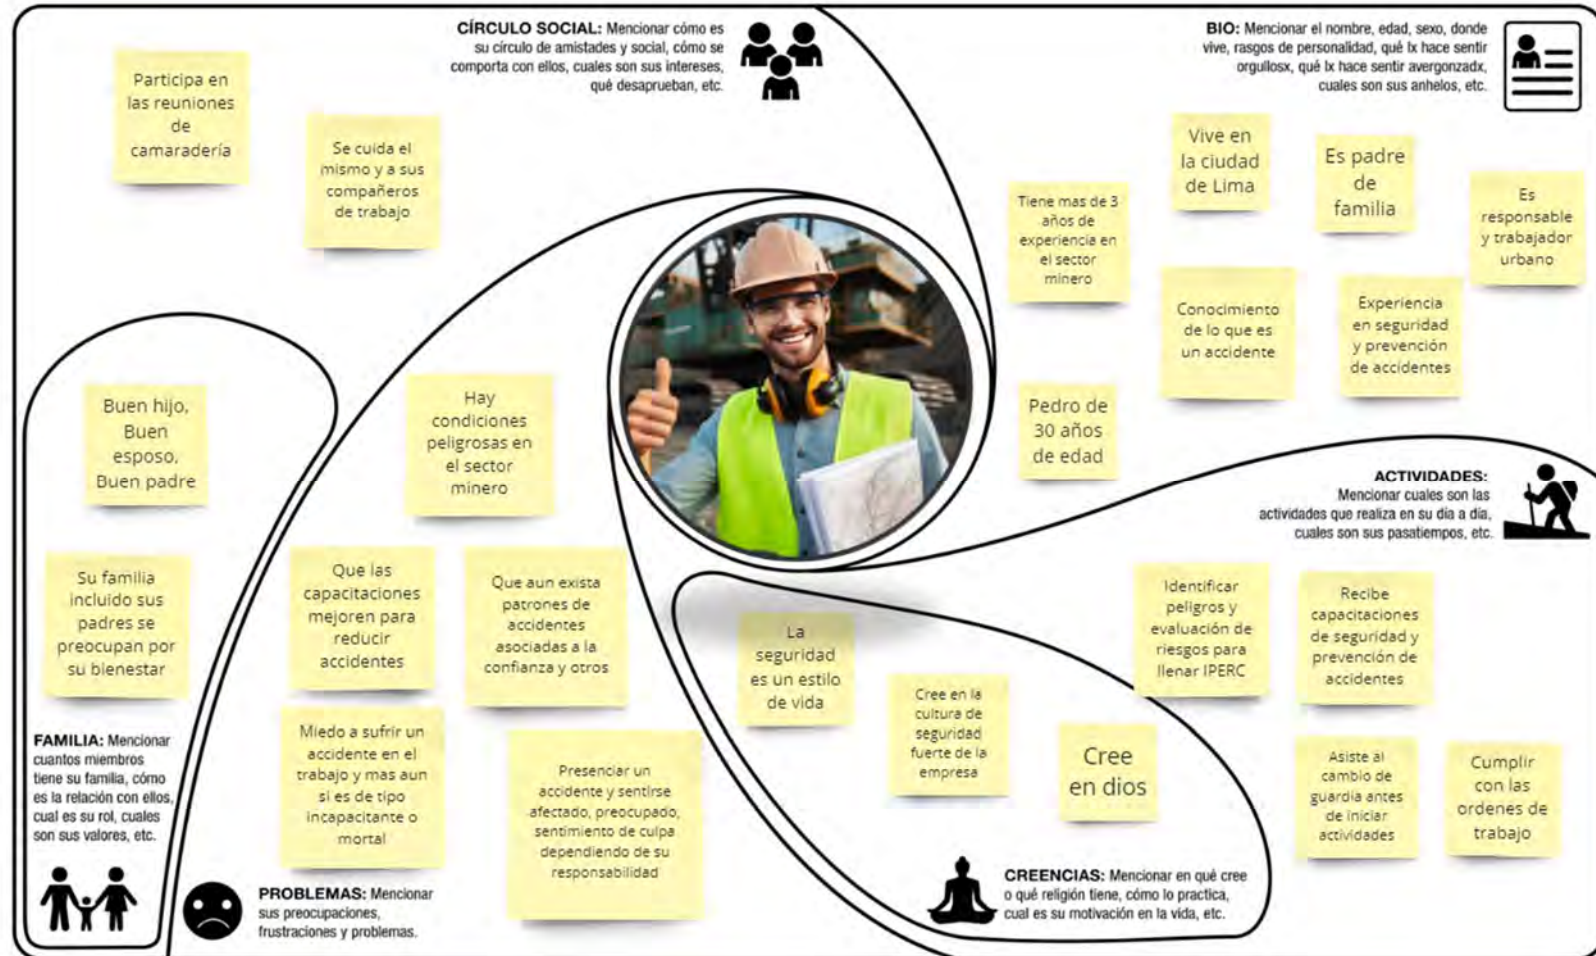 CÍRCULO SOCIAL: Mencionar cómo es
su círculo de amistades y social, cómo se
comporta con ellos, cuales son sus intereses,
qué desaprueban, etc.
Participa en
las reuniones
de
camaradería
Se cuida el
mismo y a sus
compañeros
de trabajo
BIO: Mencionar el nombre, edad, sexo, donde
vive, rasgos de personalidad, qué lx hace sentir
orgullosx, qué lx hace sentir avergonzadx,
cuales son sus anhelos, etc.
Vive en
la ciudad
de Lima
Es padre
de
familia
Es
responsable
y trabajador
urbano
Tiene mas de 3
años de
experiencia en
el sector
minero
Conocimiento
de lo que es
un accidente
Experiencia
en seguridad
y prevención
de accidentes
Pedro de
30 años
de edad
Buen hijo,
Buen
esposo,
Buen padre
Su familia
incluido sus
padres se
preocupan por
su bienestar
FAMILIA: Mencionar
cuantos miembros
tiene su familia, cómo
es la relación con ellos,
cual es su rol, cuales
son sus valores, etc.
Hay
condiciones
peligrosas en
el sector
minero
Que las
capacitaciones
mejoren para
reducir
accidentes
Que aun exista
patrones de
accidentes
asociadas a la
confianza y otros
Miedo a sufrir un
accidente en el
trabajo y mas aun
si es de tipo
incapacitante o
mortal
Presenciar un
accidente y sentirse
afectado, preocupado,
sentimiento de culpa
dependiendo de su
responsabilidad
PROBLEMAS: Mencionar
sus preocupaciones,
frustraciones y problemas.
La
seguridad
es un estilo
de vida
Cree en la
cultura de
seguridad
fuerte de la
empresa
Cree
en dios
CREENCIAS: Mencionar en qué cree
o qué religión tiene, cómo lo practica,
cual es su motivación en la vida, etc.
ACTIVIDADES:
Mencionar cuales son las
actividades que realiza en su día a día,
cuales son sus pasatiempos, etc.
Identificar
peligros y
evaluación de
riesgos para
llenar IPERC
Recibe
capacitaciones
de seguridad y
prevención de
accidentes
Asiste al
cambio de
guardia antes
de iniciar
actividades
Cumplir
con las
ordenes de
trabajo